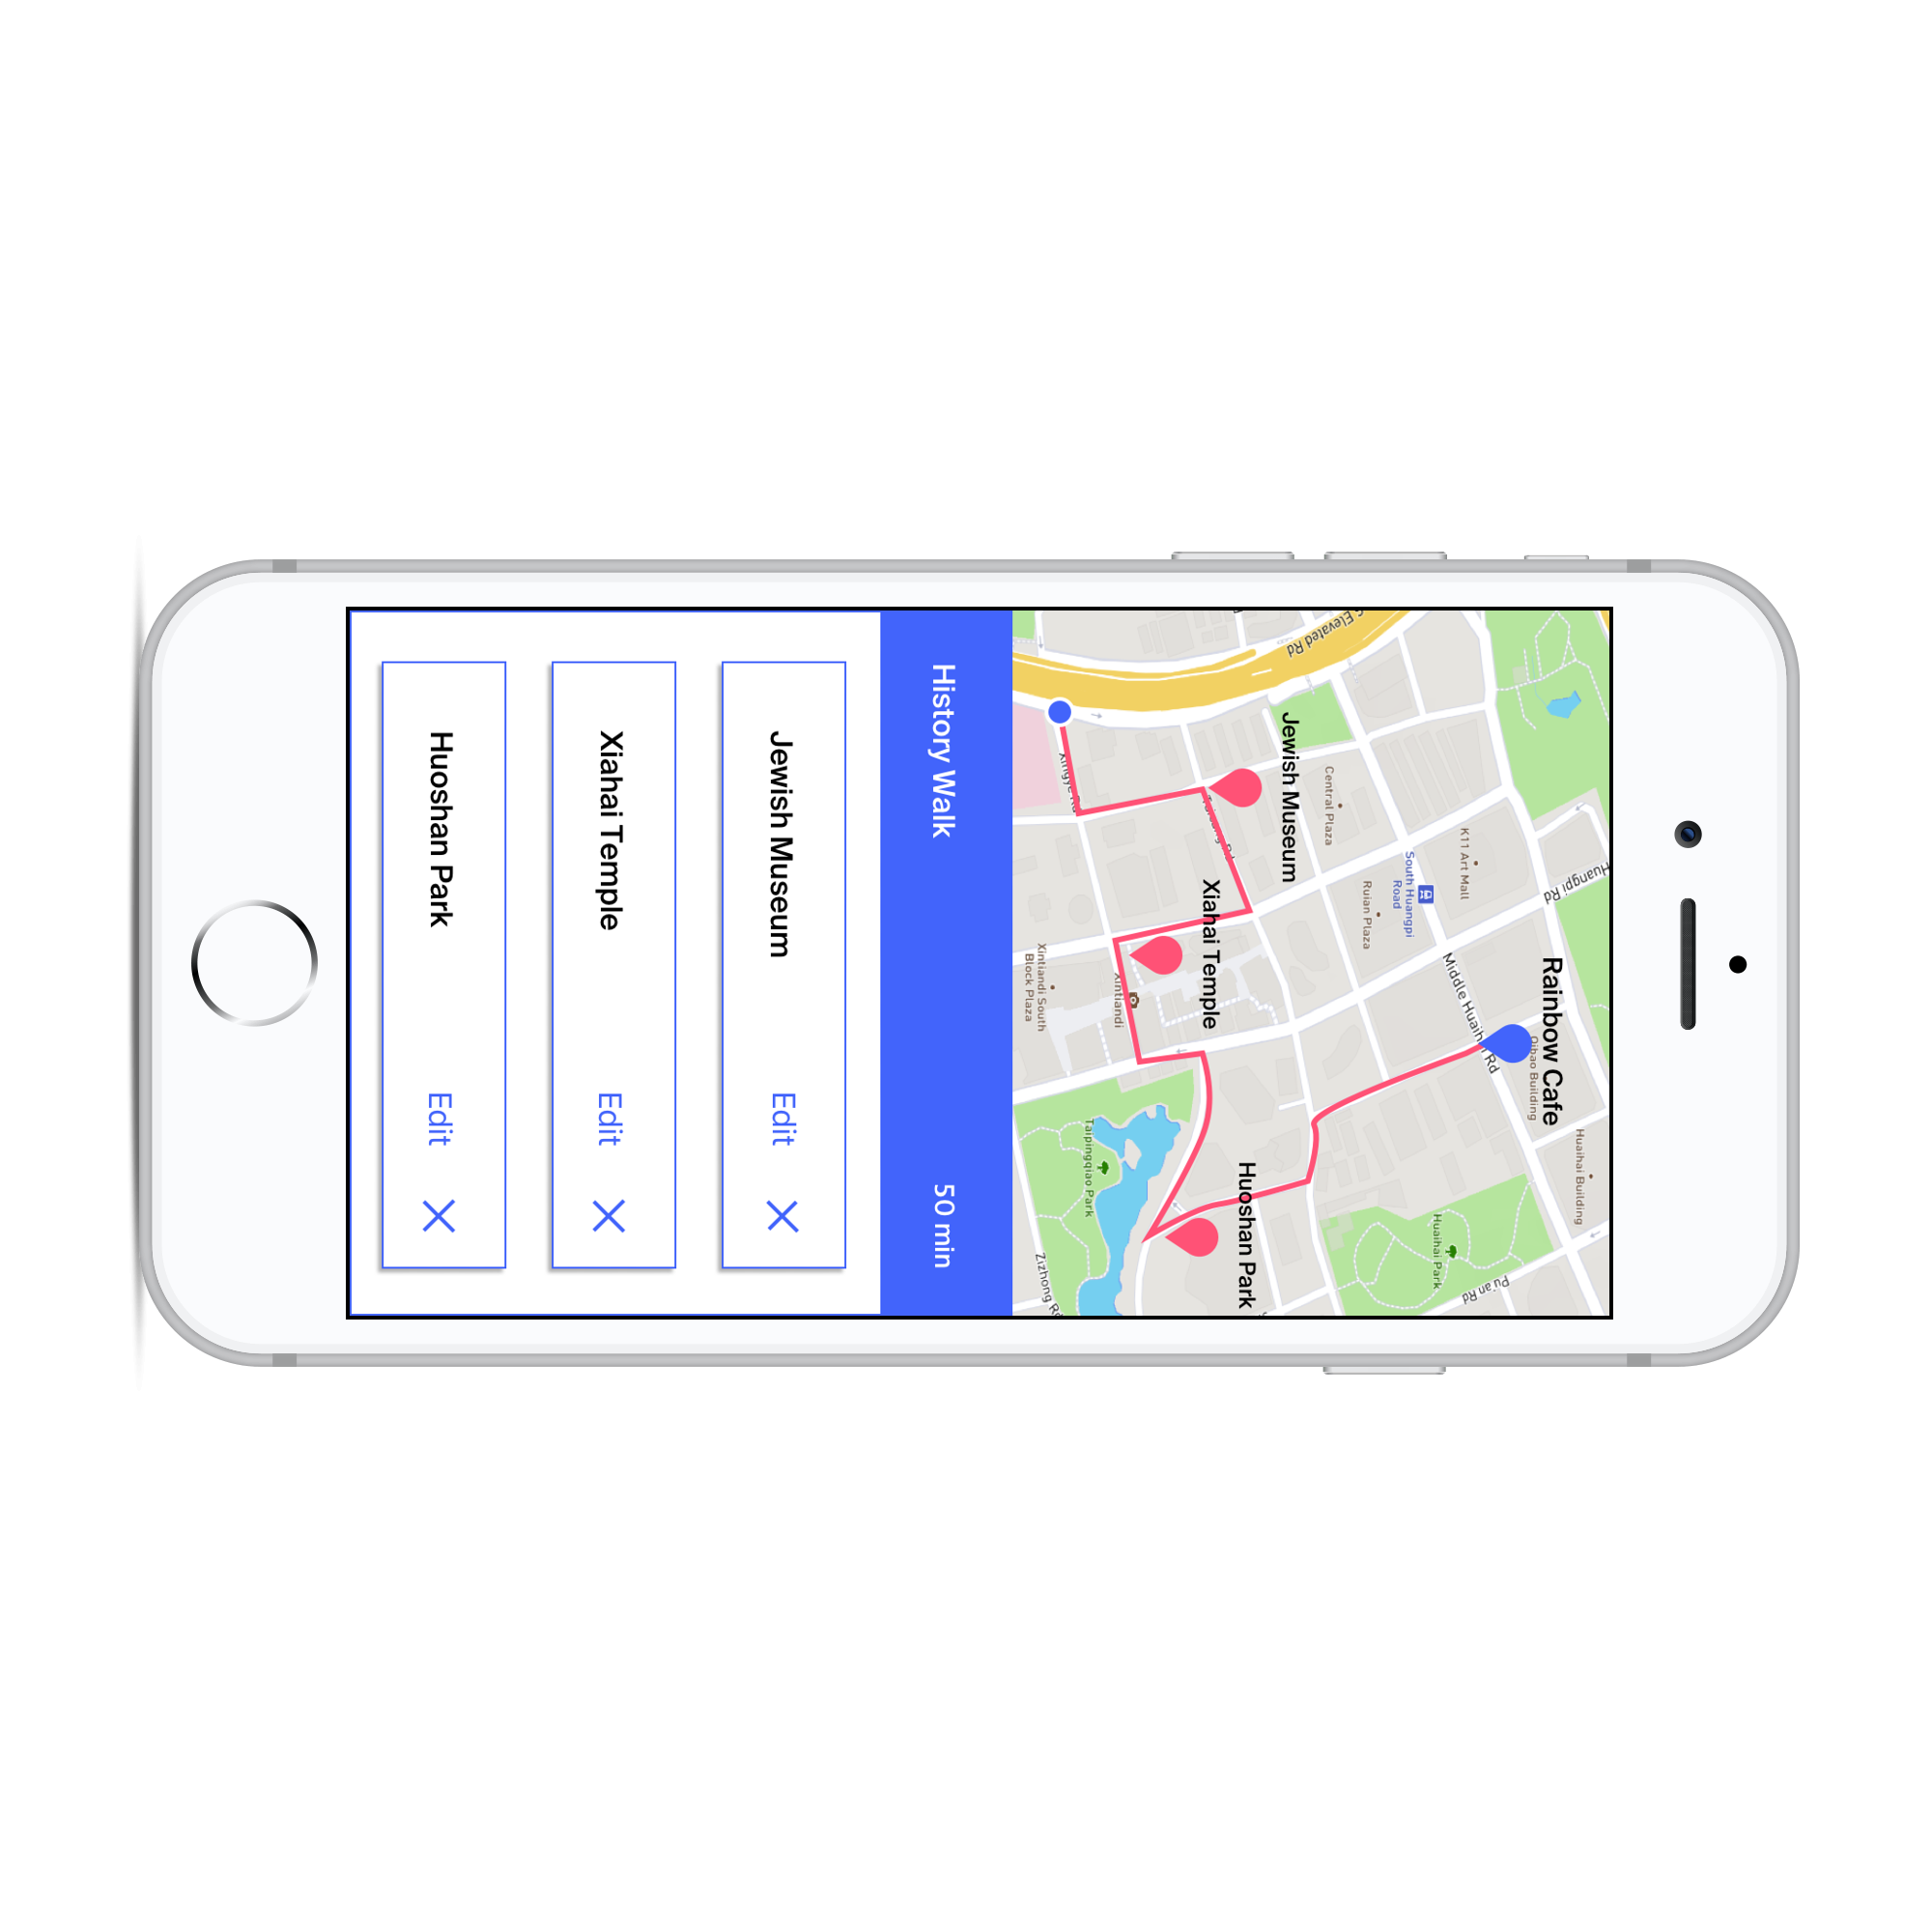 Elevated Rd
Huangpi Rd
Huaihai Building
Rainbow Cafe
Qibao Building
Middle Huaihai Rd
Pu'an Rd
K11 Art Mall
Huaihai Park
South Huangpi
Road
Ruian Plaza
Central Plaza
Jewish Museum
Huoshan Park
Xiahai Temple
Xintiandi
Taipingqiao Park
Xingye Rd
Xintiandi South
Block Plaza
Zizhong Rd
History Walk 50 min
Jewish Museum Edit
Xiahai Temple Edit
Huoshan Park Edit